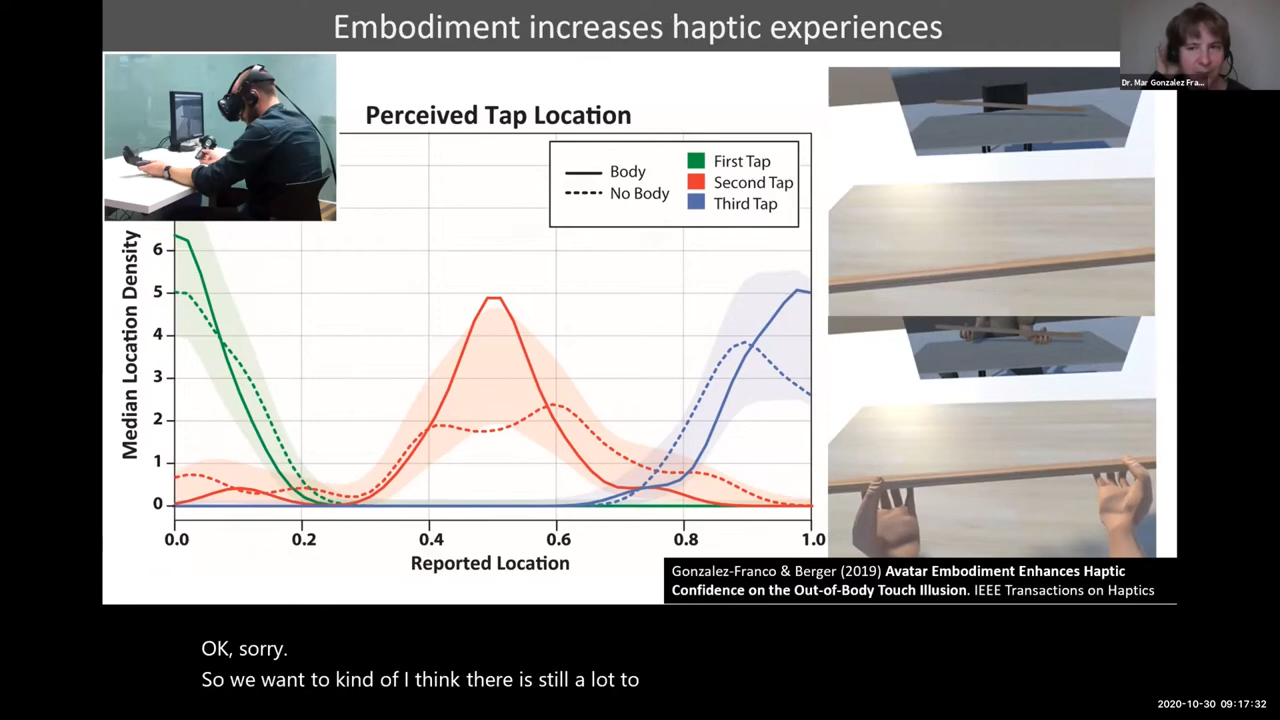 Embodiment increases haptic experiences
Dr. Mar Gonzalez Fra...
Perceived Tap Location
Body
No Body
First Tap
Second Tap
Third Tap
Median Location Density
6
5
4
3
2
1
0
0.0
0.2
0.4
0.6
0.8
1.0
Reported Location
Gonzalez-Franco & Berger (2019) Avatar Embodiment Enhances Haptic
Confidence on the Out-of-Body Touch Illusion. IEEE Transactions on Haptics
OK, sorry.
So we want to kind of I think there is still a lot to
2020-10-30 09:17:32